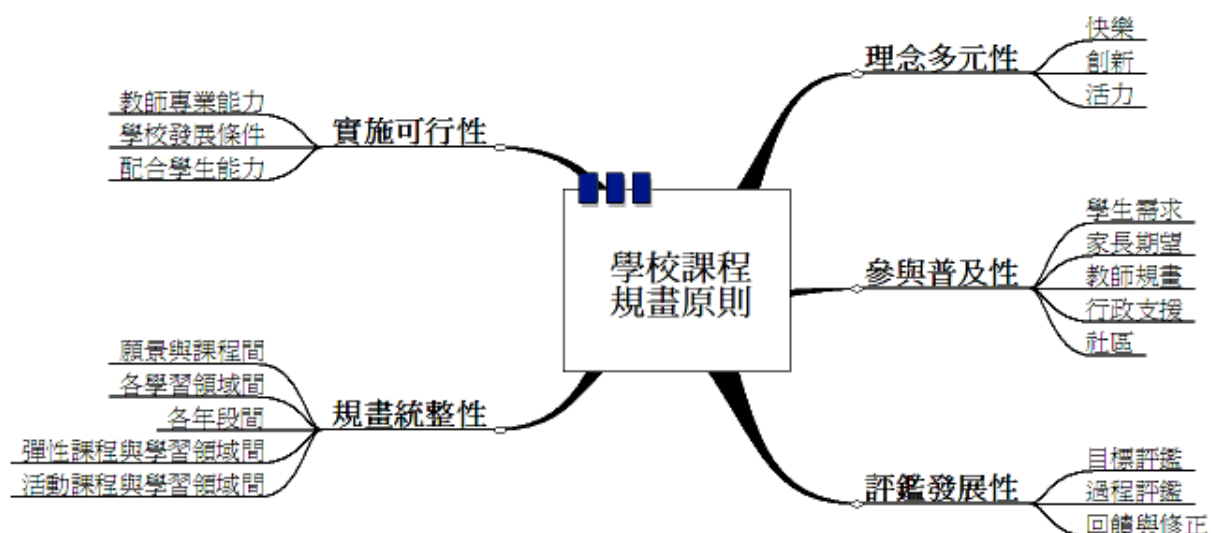 學校課程
規畫原則
理念多元性
快樂
創新
活力
參與普及性
學生需求
家長期望
教師規畫
行政支援
社區
評鑑發展性
目標評鑑
過程評鑑
回饋與修正
實施可行性
教師專業能力
學校發展條件
配合學生能力
規畫統整性
願景與課程間
各學習領域間
各年段間
彈性課程與學習領域間
活動課程與學習領域間